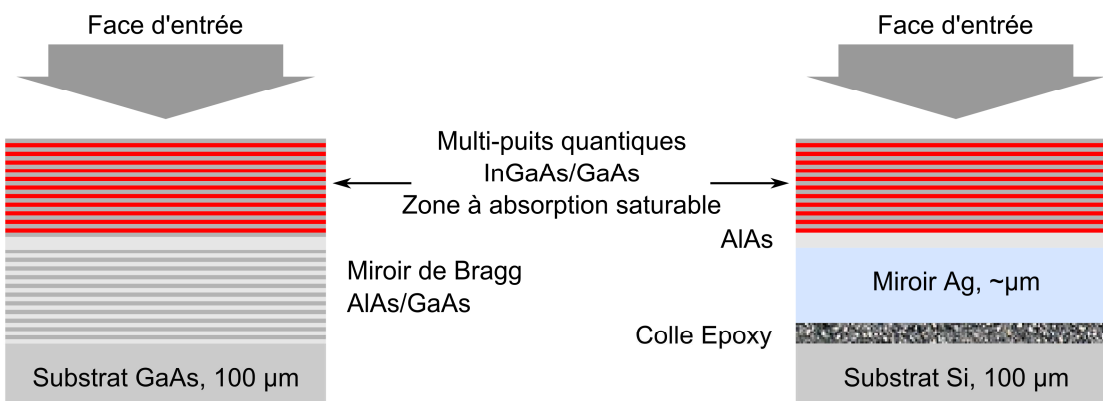 Face d'entrée
Face d'entrée
Multi-puits quantiques
InGaAs/GaAs
Zone à absorption saturable
AlAs
Miroir de Bragg
AlAs/GaAs
Miroir Ag, ~µm
Colle Epoxy
Substrat GaAs, 100 µm
Substrat Si, 100 µm